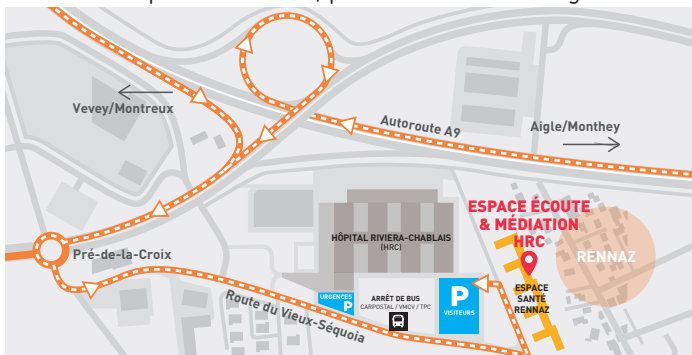 Vevey/Montreux
Autoroute A9
Aigle/Monthey
ESPACE ÉCOUTE
& MÉDIATION
HRC
HÔPITAL RIVIERA-CHABLAIS
(HRC)
RENNAZ
Pré-de-la-Croix
ESPACE
SANTÉ
RENNAZ
URGENCES
P
ARRÊT DE BUS
CARPOSTAL / VMCV / TPC
P
VISITEURS
Route du Vieux-Séquoia